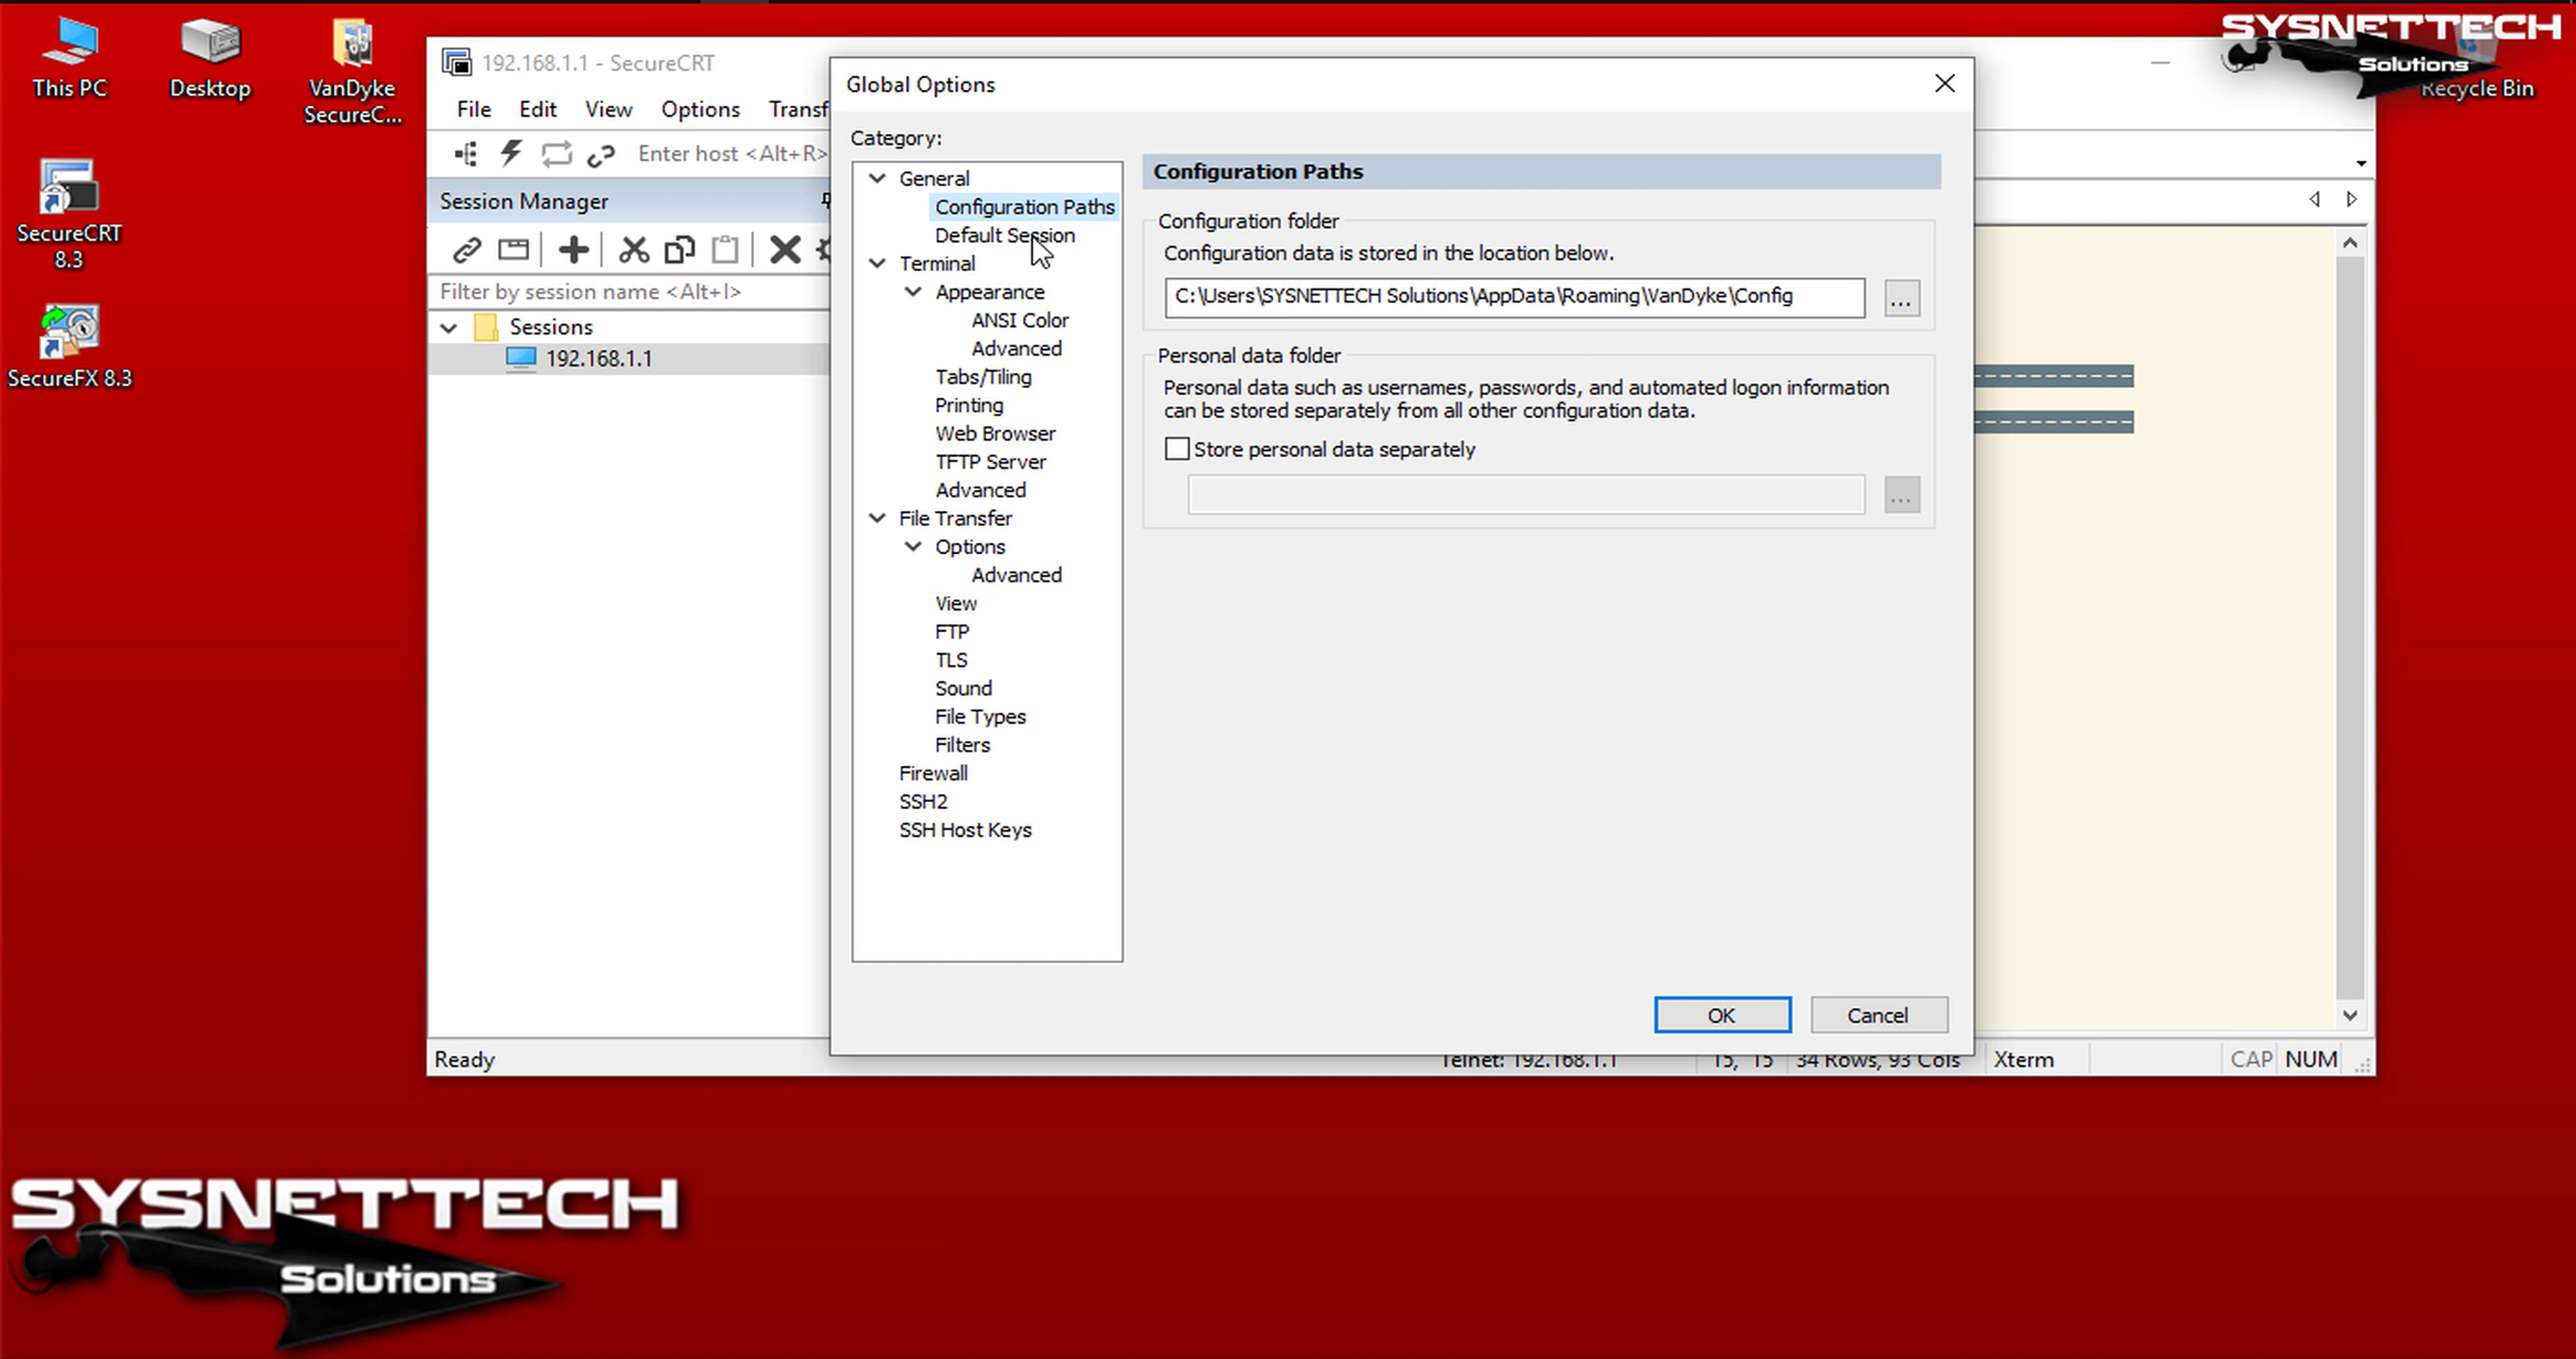 This PC
Desktop
VanDyke
SecureC...
SecureCRT
8.3
SecureFX 8.3
SYSNETTECH
Solutions
Recycle Bin
192.168.1.1 - SecureCRT
File Edit View Options Transf
Enter host <Alt+R>
Session Manager
Filter by session name <Alt+I>
Sessions
192.168.1.1
Global Options
Category:
General
Configuration Paths
Default Session
Terminal
Appearance
ANSI Color
Advanced
Tabs/Tiling
Printing
Web Browser
TFTP Server
Advanced
File Transfer
Options
Advanced
View
FTP
TLS
Sound
File Types
Filters
Firewall
SSH2
SSH Host Keys
Configuration Paths
Configuration folder
Configuration data is stored in the location below.
C:\Users\SYSNETTECH Solutions\AppData\Roaming\VanDyke\Config
...
Personal data folder
Personal data such as usernames, passwords, and automated logon information
can be stored separately from all other configuration data.
Store personal data separately
...
OK Cancel
Ready Telnet: 192.168.1.1 15, 15 34 Rows, 93 Cols Xterm CAP NUM
SYSNETTECH
Solutions